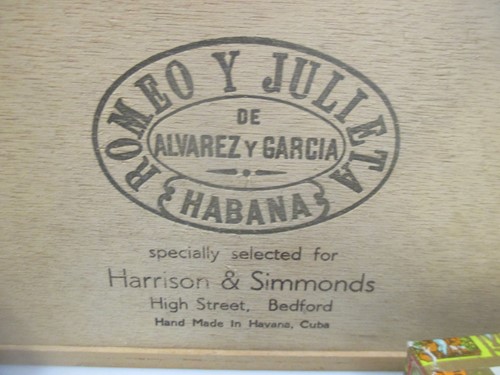 ROMEO Y JULIETA
DE
ALVAREZ Y GARCIA
HABANA
specially selected for
Harrison & Simmonds
High Street, Bedford
Hand Made In Havana, Cuba